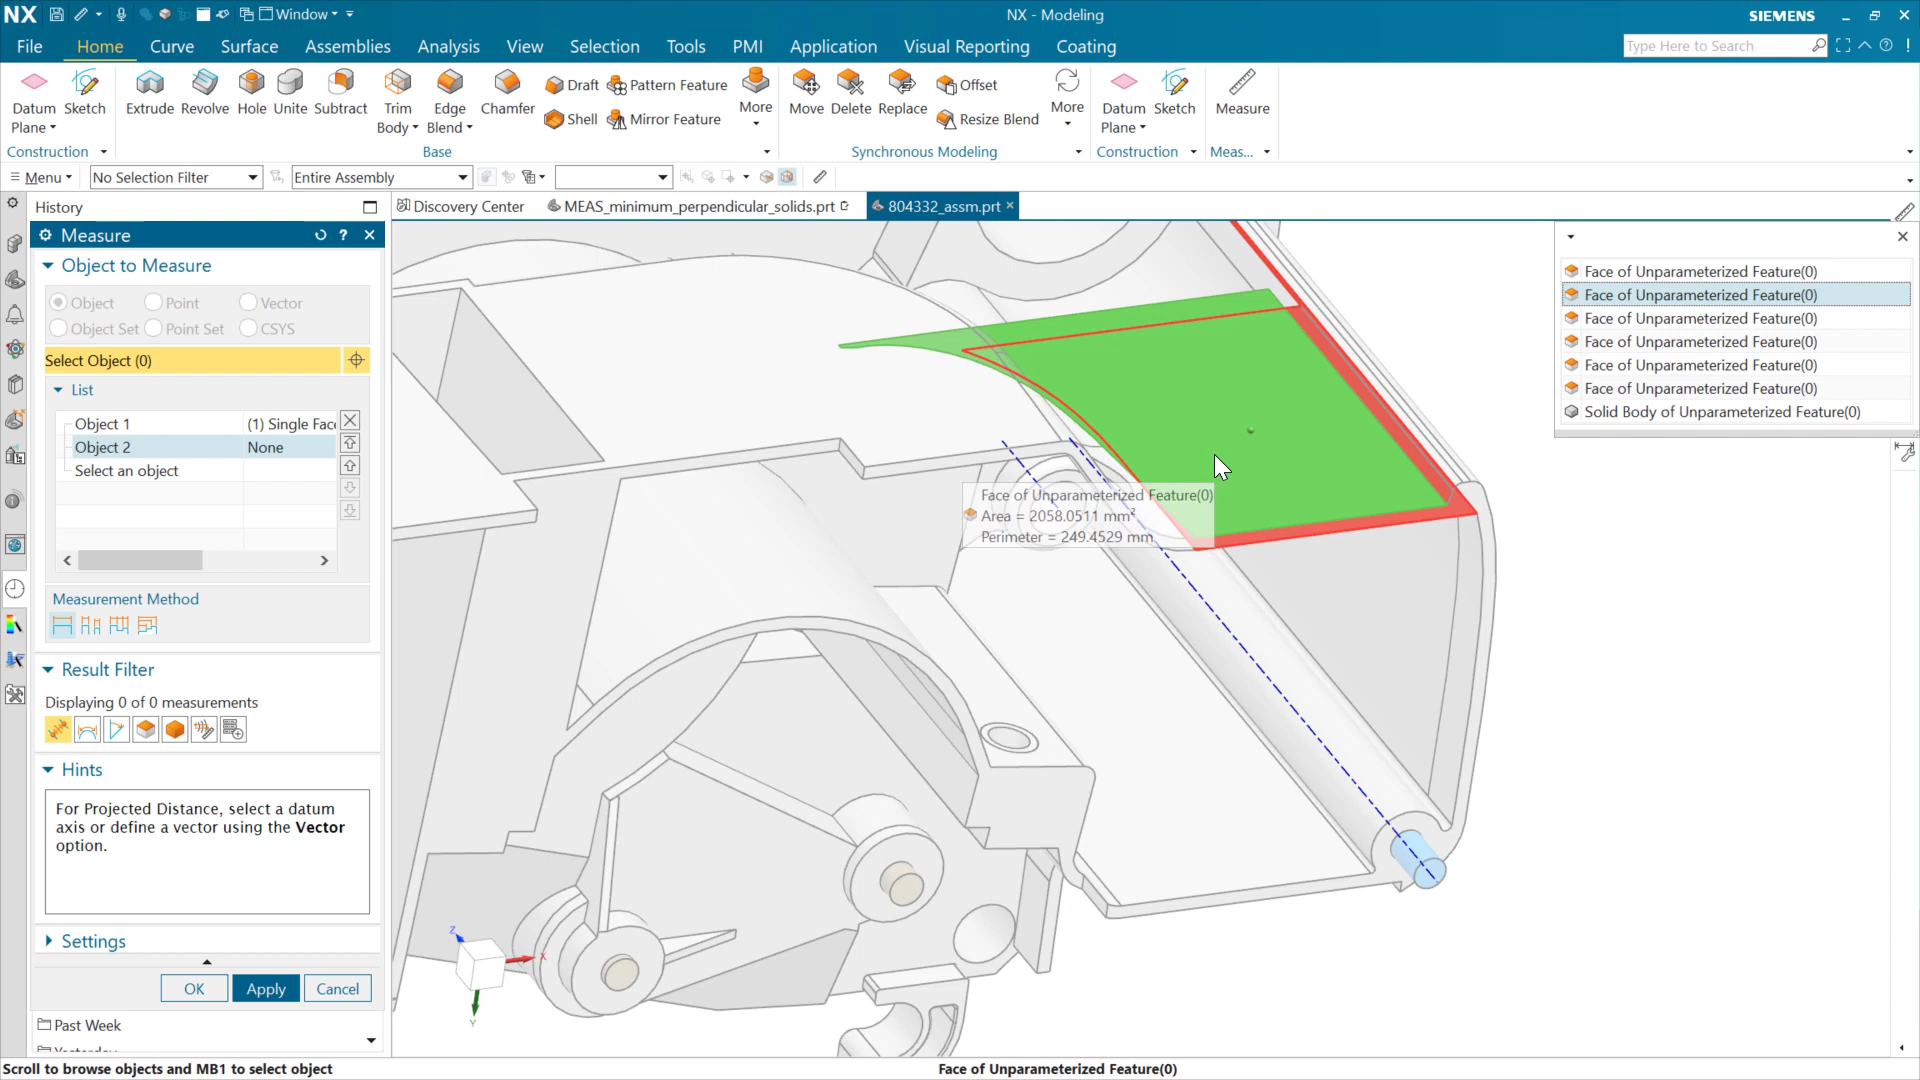 NX
Window
NX - Modeling
SIEMENS
File
Home
Curve
Surface
Assemblies
Analysis
View
Selection
Tools
PMI
Application
Visual Reporting
Coating
Type Here to Search
Datum Plane
Sketch
Extrude
Revolve
Hole
Unite
Subtract
Trim Body
Edge Blend
Chamfer
Draft
Shell
Pattern Feature
Mirror Feature
More
Move
Delete
Replace
Offset
Resize Blend
More
Datum Plane
Sketch
Measure
Construction
Base
Synchronous Modeling
Construction
Meas...
Menu
No Selection Filter
Entire Assembly
History
Discovery Center
MEAS_minimum_perpendicular_solids.prt
804332_assm.prt
Measure
Object to Measure
Object
Point
Vector
Object Set
Point Set
CSYS
Select Object (0)
List
Object 1
(1) Single Fac
Object 2
None
Select an object
Measurement Method
Result Filter
Displaying 0 of 0 measurements
Hints
For Projected Distance, select a datum
axis or define a vector using the Vector
option.
Settings
OK
Apply
Cancel
Past Week
Yesterday
Face of Unparameterized Feature(0)
Area = 2058.0511 mm²
Perimeter = 249.4529 mm
Face of Unparameterized Feature(0)
Face of Unparameterized Feature(0)
Face of Unparameterized Feature(0)
Face of Unparameterized Feature(0)
Face of Unparameterized Feature(0)
Face of Unparameterized Feature(0)
Solid Body of Unparameterized Feature(0)
Z
X
Y
Scroll to browse objects and MB1 to select object
Face of Unparameterized Feature(0)